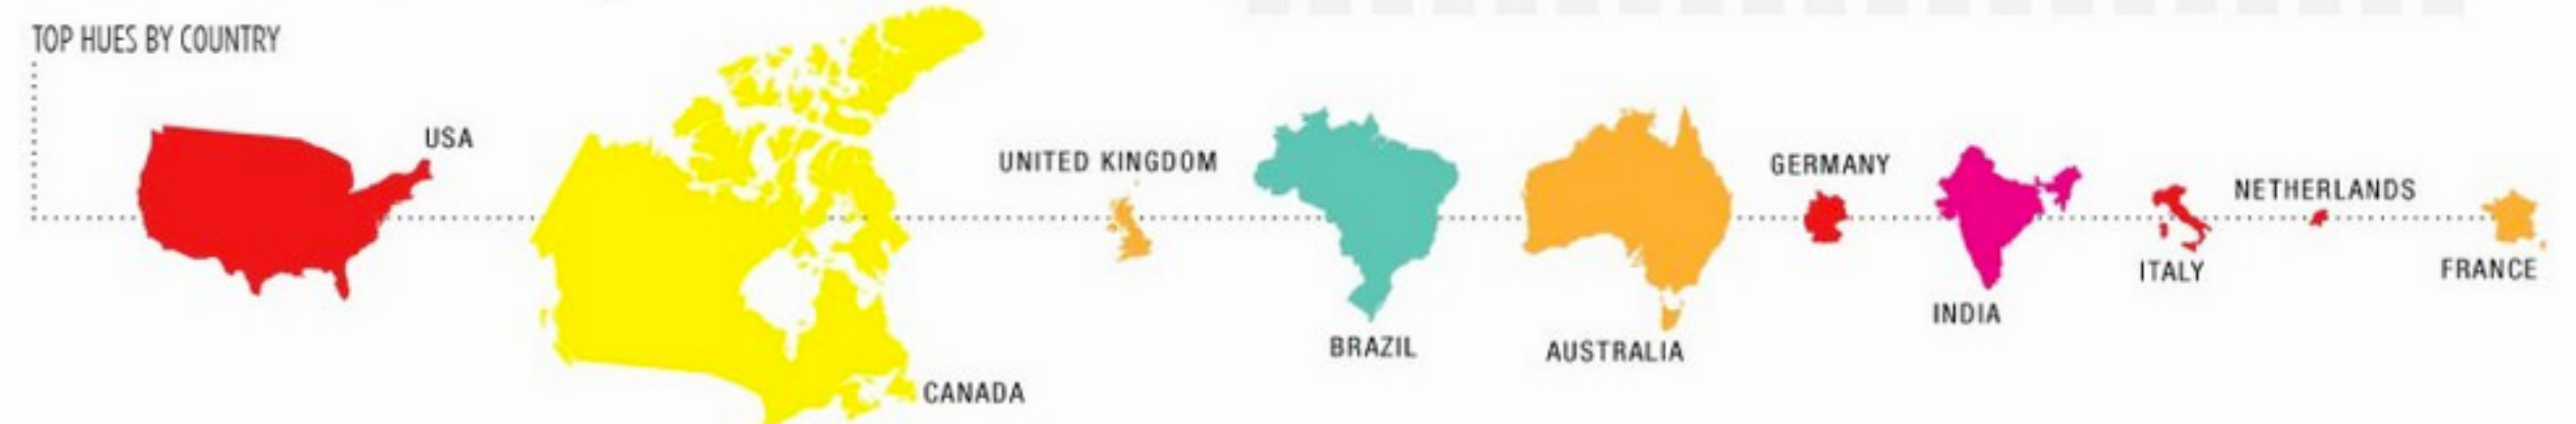 TOP HUES BY COUNTRY
USA
CANADA
UNITED KINGDOM
BRAZIL
AUSTRALIA
GERMANY
INDIA
ITALY
NETHERLANDS
FRANCE